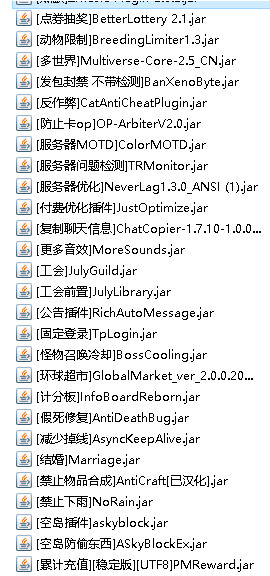 [点券抽奖]BetterLottery 2.1.jar
[动物限制]BreedingLimiter1.3.jar
[多世界]Multiverse-Core-2.5_CN.jar
[发包封禁 不带检测]BanXenoByte.jar
[反作弊]CatAntiCheatPlugin.jar
[防止卡op]OP-ArbiterV2.0.jar
[服务器MOTD]ColorMOTD.jar
[服务器问题检测]TRMonitor.jar
[服务器优化]NeverLag1.3.0_ANSI (1).jar
[付费优化插件]JustOptimize.jar
[复制聊天信息]ChatCopier-1.7.10-1.0.0...
[更多音效]MoreSounds.jar
[工会]JulyGuild.jar
[工会前置]JulyLibrary.jar
[公告插件]RichAutoMessage.jar
[固定登录]TpLogin.jar
[怪物召唤冷却]BossCooling.jar
[环球超市]GlobalMarket_ver_2.0.0.20...
[计分板]InfoBoardReborn.jar
[假死修复]AntiDeathBug.jar
[减少掉线]AsyncKeepAlive.jar
[结婚]Marriage.jar
[禁止物品合成]AntiCraft[已汉化].jar
[禁止下雨]NoRain.jar
[空岛插件]askyblock.jar
[空岛防偷东西]ASkyBlockEx.jar
[累计充值][稳定版][UTF8]PMReward.jar